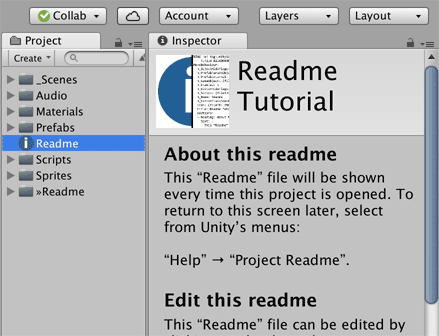 Collab
Account
Layers
Layout
Project
Create
_Scenes
Audio
Materials
Prefabs
Readme
Scripts
Sprites
»Readme
Inspector
Readme
Tutorial
About this readme
This “Readme” file will be shown
every time this project is opened. To
return to this screen later, select
from Unity’s menus:
“Help” → “Project Readme”.
Edit this readme
This “Readme” file can be edited by